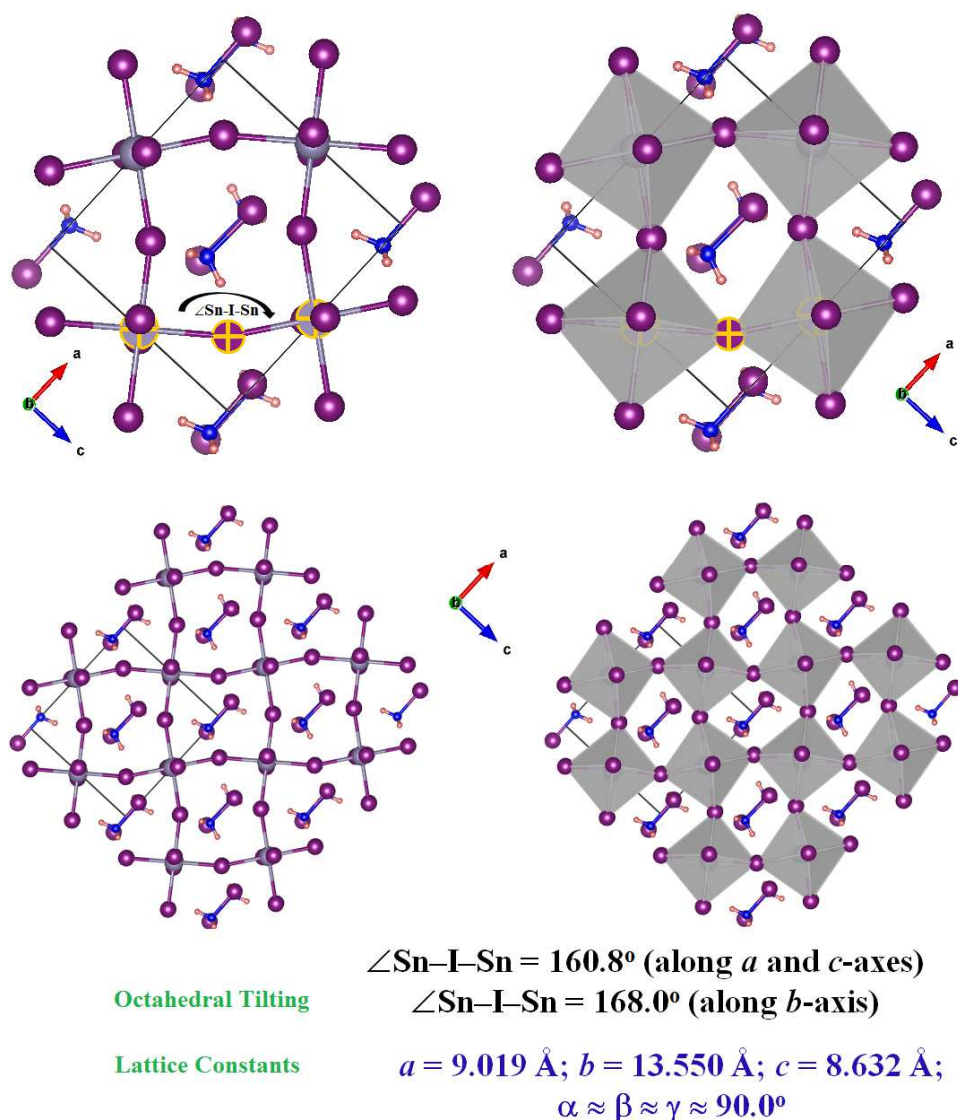 ∠Sn-I-Sn
a
b
c
a
b
c
a
b
c
∠Sn–I–Sn = 160.8° (along a and c-axes)
Octahedral Tilting ∠Sn–I–Sn = 168.0° (along b-axis)
Lattice Constants a = 9.019 Å; b = 13.550 Å; c = 8.632 Å;
α ≈ β ≈ γ ≈ 90.0°